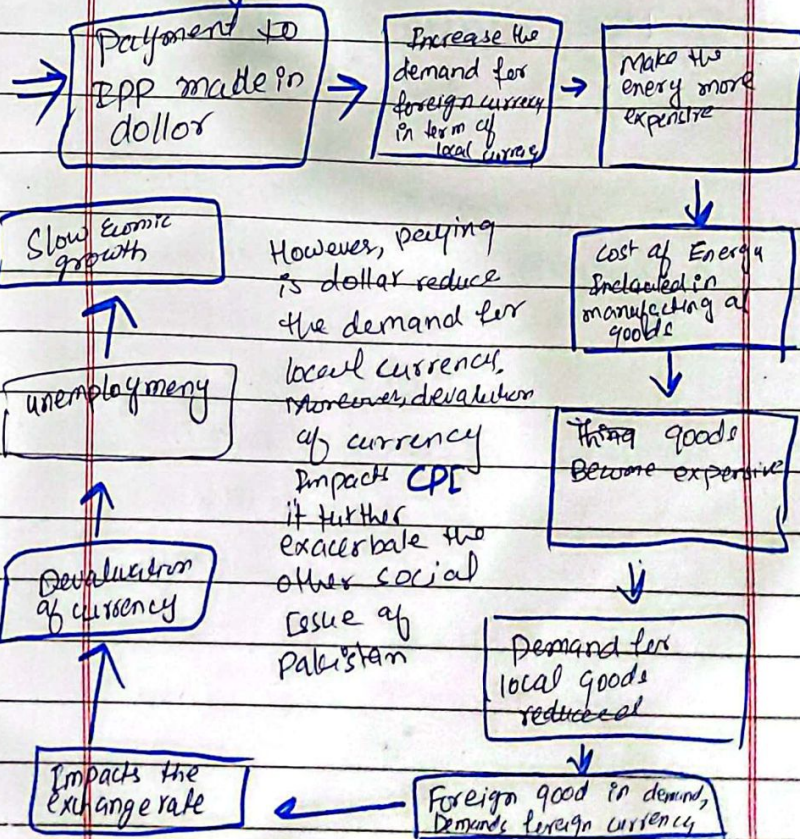 Payment to
IPP made in
dollor
Increase the
demand for
foreign currency
in term of
local currency
Make the
enery more
expensive
Cost of Energy
Included in
manufacting of
goods
goods
Become expensive
Demand for
local goods
reduced
Foreign good in demand,
Demands foreign currency
Impacts the
exchange rate
Devaluation
of currency
unemploymeny
Slow Ecomic
growth
However, paying
is dollar reduce
the demand for
local currency.
Moreover, devaluation
of currency
Impacts CPI
it further
exacerbate the
other social
Issue of
Pakistan